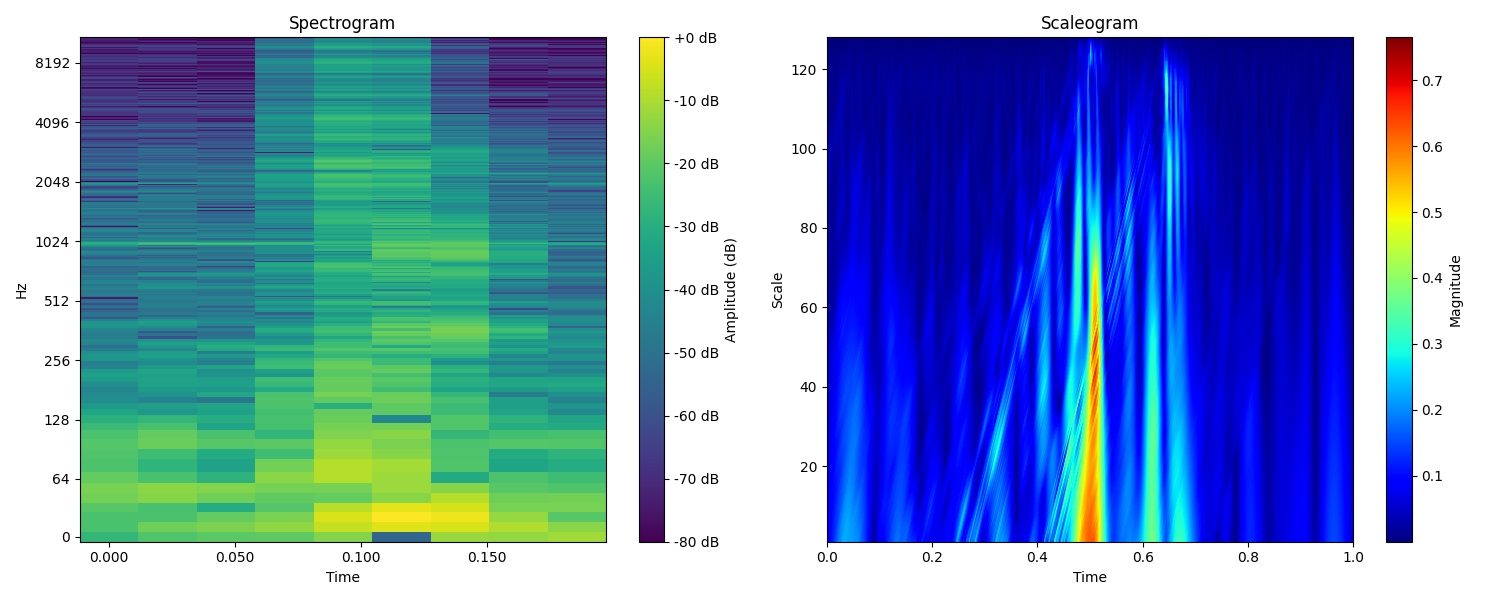 Spectrogram
8192
4096
2048
1024
512
256
128
64
0
Hz
0.000 0.050 0.100 0.150
Time
+0 dB
-10 dB
-20 dB
-30 dB
-40 dB
-50 dB
-60 dB
-70 dB
-80 dB
Amplitude (dB)
Scaleogram
120
100
80
60
40
20
Scale
0.0 0.2 0.4 0.6 0.8 1.0
Time
0.7
0.6
0.5
0.4
0.3
0.2
0.1
Magnitude